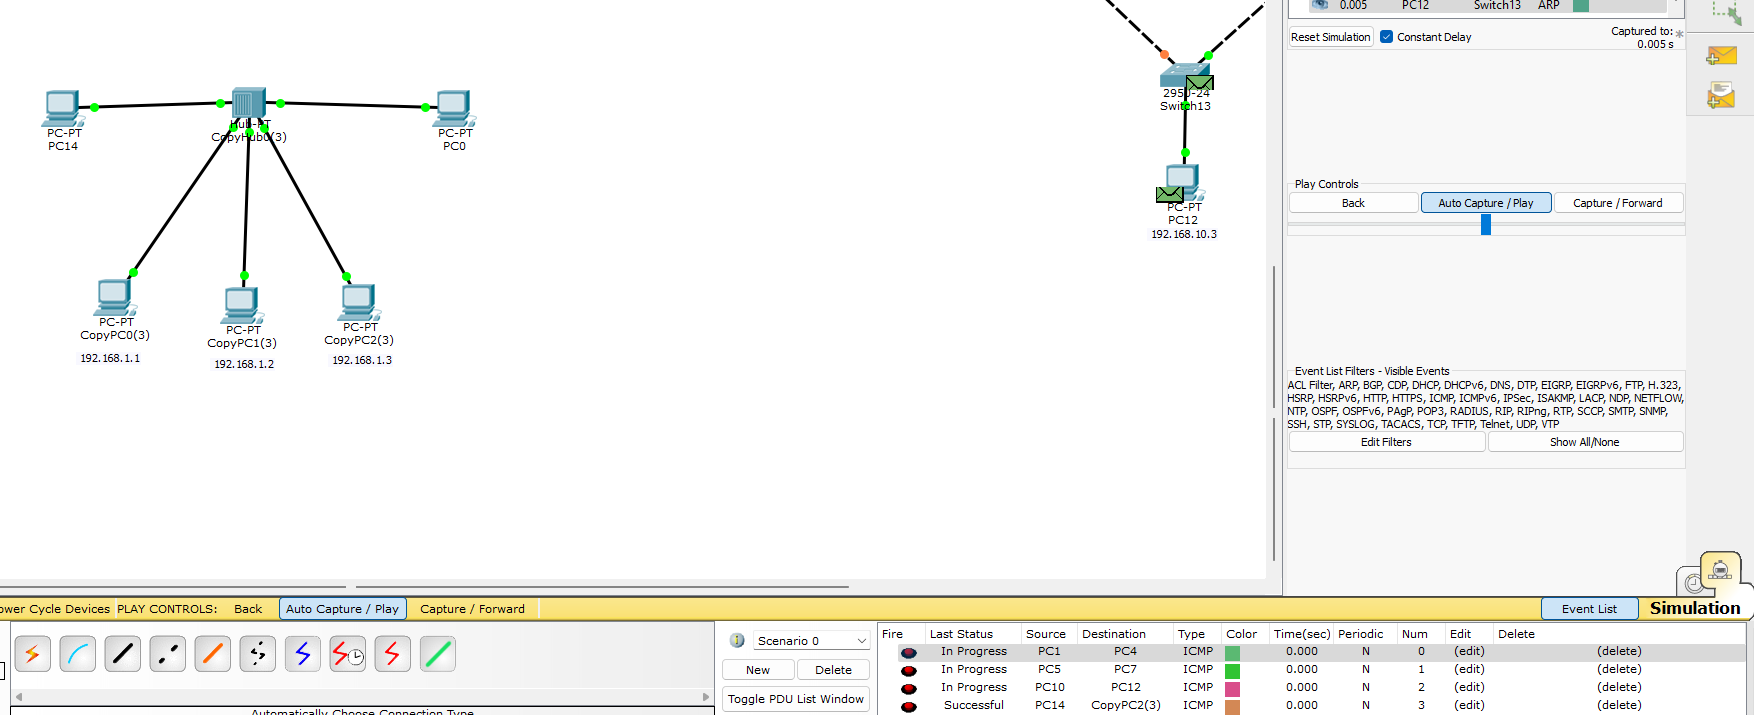 0.005 PC12 Switch13 ARP
Reset Simulation Constant Delay Captured to: *
0.005 s
PC-PT
PC14
Hub-PT
CopyHub0(3)
PC-PT
PC0
2950-24
Switch13
PC-PT
PC12
192.168.10.3
PC-PT
CopyPC0(3)
192.168.1.1
PC-PT
CopyPC1(3)
192.168.1.2
PC-PT
CopyPC2(3)
192.168.1.3
Play Controls
Back Auto Capture / Play Capture / Forward
Event List Filters - Visible Events
ACL Filter, ARP, BGP, CDP, DHCP, DHCPv6, DNS, DTP, EIGRP, EIGRPv6, FTP, H.323,
HSRP, HSRPv6, HTTP, HTTPS, ICMP, ICMPv6, IPSec, ISAKMP, LACP, NDP, NETFLOW,
NTP, OSPF, OSPFv6, PAgP, POP3, RADIUS, RIP, RIPng, RTP, SCCP, SMTP, SNMP,
SSH, STP, SYSLOG, TACACS, TCP, TFTP, Telnet, UDP, VTP
Edit Filters Show All/None
ower Cycle Devices PLAY CONTROLS: Back Auto Capture / Play Capture / Forward Event List Simulation
Scenario 0
New Delete
Toggle PDU List Window
Automatically Choose Connection Type
Fire Last Status Source Destination Type Color Time(sec) Periodic Num Edit Delete
In Progress PC1 PC4 ICMP 0.000 N 0 (edit) (delete)
In Progress PC5 PC7 ICMP 0.000 N 1 (edit) (delete)
In Progress PC10 PC12 ICMP 0.000 N 2 (edit) (delete)
Successful PC14 CopyPC2(3) ICMP 0.000 N 3 (edit) (delete)